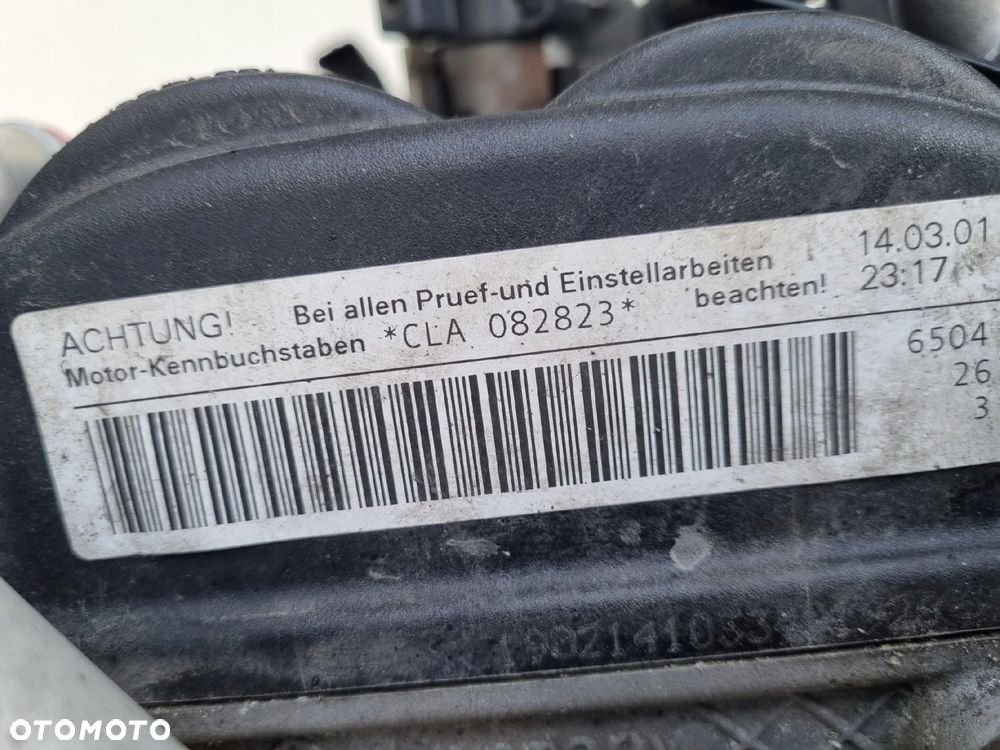 ACHTUNG! Bei allen Pruef-und Einstellarbeiten 14.03.01
Motor-Kennbuchstaben *CLA 082823* beachten! 23:17
6504
26
3
OTOMOTO